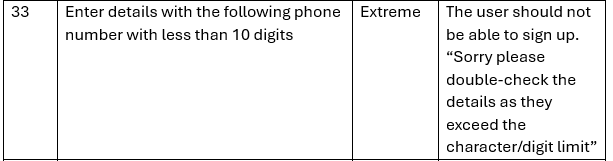 33
Enter details with the following phone
number with less than 10 digits
Extreme
The user should not
be able to sign up.
“Sorry please
double-check the
details as they
exceed the
character/digit limit”